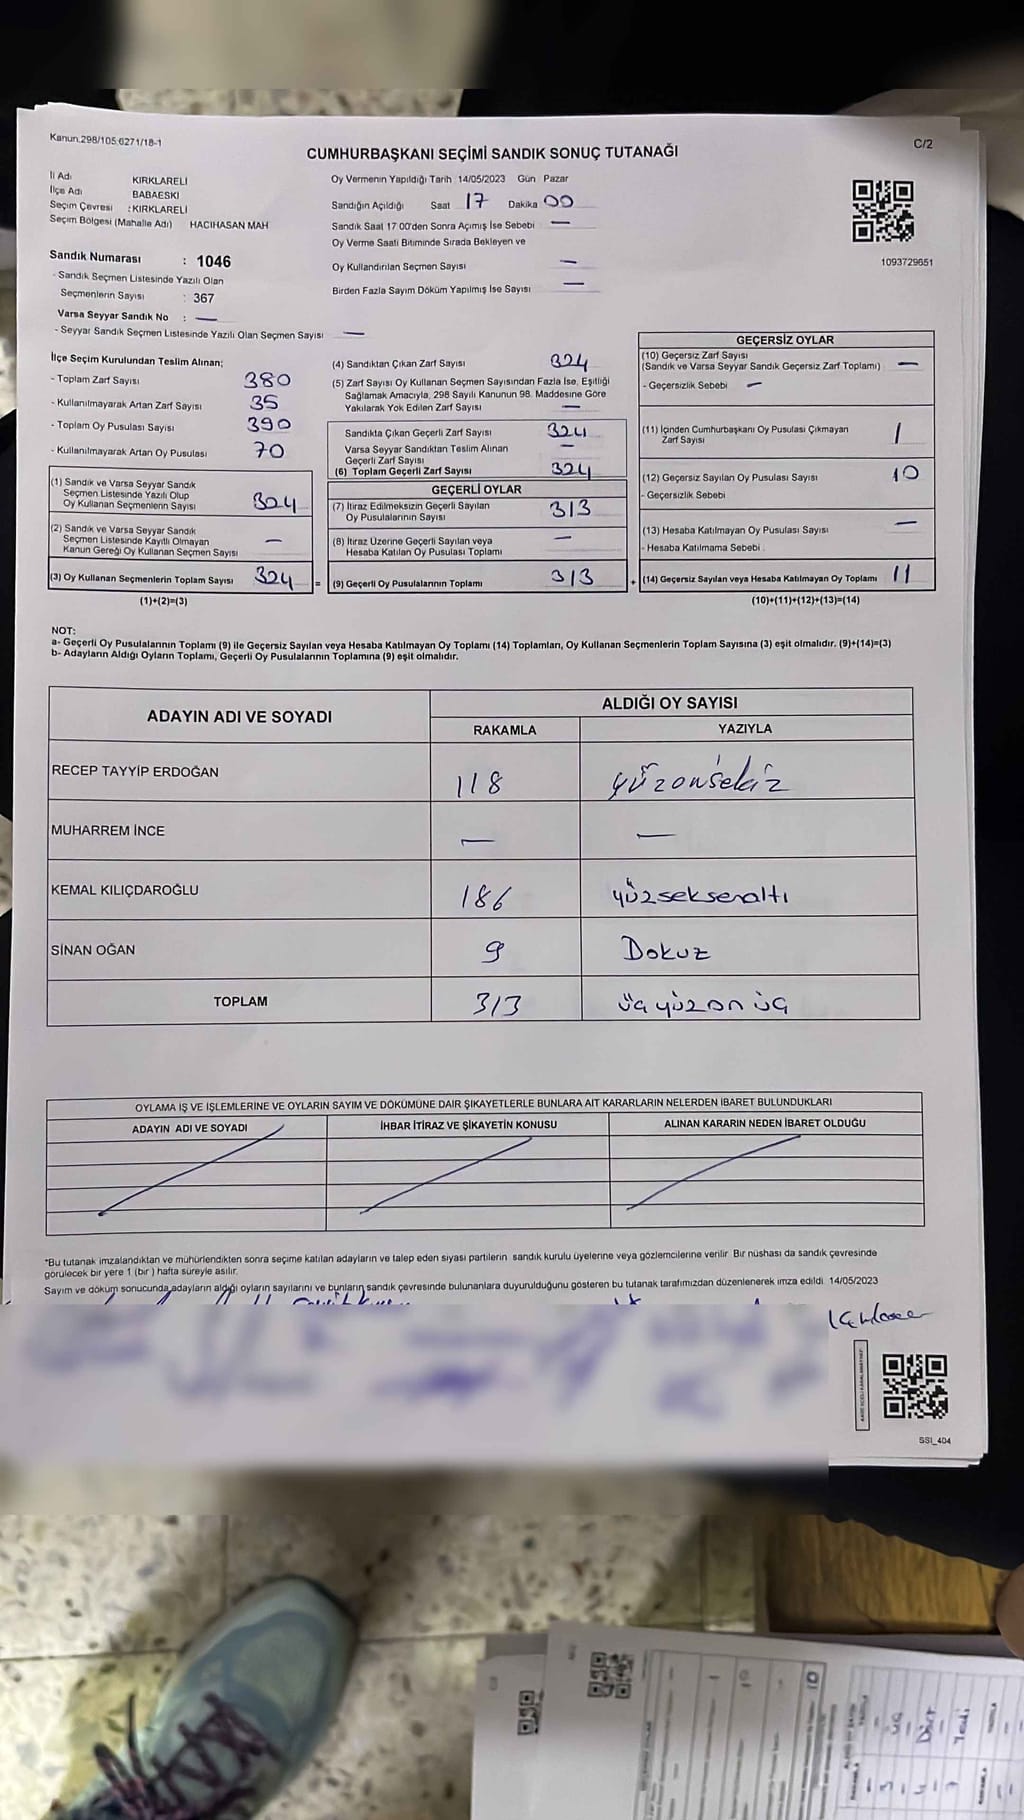 Kanun.298/105.6271/18-1
C/2
CUMHURBAŞKANI SEÇİMİ SANDIK SONUÇ TUTANAĞI
İl Adı KIRKLARELİ
İlçe Adı BABAESKİ
Seçim Çevresi :KIRKLARELİ
Seçim Bölgesi (Mahalle Adı) HACIHASAN MAH
Oy Vermenin Yapıldığı Tarih :14/05/2023 Gün : Pazar
Sandığın Açıldığı Saat 17 Dakika 00
Sandık Saat 17 00'den Sonra Açımış İse Sebebi —
Oy Verme Saati Bitiminde Sırada Bekleyen ve
Oy Kullandırılan Seçmen Sayısı —
Birden Fazla Sayım Döküm Yapılmış İse Sayısı —
1093729651
Sandık Numarası : 1046
- Sandık Seçmen Listesinde Yazılı Olan
Seçmenlerin Sayısı : 367
Varsa Seyyar Sandık No : —
- Seyyar Sandık Seçmen Listesinde Yazılı Olan Seçmen Sayısı —
İlçe Seçim Kurulundan Teslim Alınan;
- Toplam Zarf Sayısı 380
- Kullanılmayarak Artan Zarf Sayısı 35
- Toplam Oy Pusulası Sayısı 390
- Kullanılmayarak Artan Oy Pusulası 70
(1) Sandık ve Varsa Seyyar Sandık
Seçmen Listesinde Yazılı Olup
Oy Kullanan Seçmenlerin Sayısı 324
(2) Sandık ve Varsa Seyyar Sandık
Seçmen Listesinde Kayıtlı Olmayan
Kanun Gereği Oy Kullanan Seçmen Sayısı —
(3) Oy Kullanan Seçmenlerin Toplam Sayısı 324 =
(1)+(2)=(3)
(4) Sandıktan Çıkan Zarf Sayısı 324
(5) Zarf Sayısı Oy Kullanan Seçmen Sayısından Fazla İse, Eşitliği
Sağlamak Amacıyla, 298 Sayılı Kanunun 98. Maddesine Göre
Yakılarak Yok Edilen Zarf Sayısı —
Sandıkta Çıkan Geçerli Zarf Sayısı 324
Varsa Seyyar Sandıktan Teslim Alınan
Geçerli Zarf Sayısı —
(6) Toplam Geçerli Zarf Sayısı 324
GEÇERLİ OYLAR
(7) İtiraz Edilmeksizin Geçerli Sayılan
Oy Pusulalarının Sayısı 313
(8) İtiraz Üzerine Geçerli Sayılan veya
Hesaba Katılan Oy Pusulası Toplamı —
(9) Geçerli Oy Pusulalarının Toplamı 313 +
GEÇERSİZ OYLAR
(10) Geçersiz Zarf Sayısı
(Sandık ve Varsa Seyyar Sandık Geçersiz Zarf Toplamı) —
- Geçersizlik Sebebi —
(11) İçinden Cumhurbaşkanı Oy Pusulası Çıkmayan
Zarf Sayısı 1
(12) Geçersiz Sayılan Oy Pusulası Sayısı 10
- Geçersizlik Sebebi
(13) Hesaba Katılmayan Oy Pusulası Sayısı —
- Hesaba Katılmama Sebebi :
(14) Geçersiz Sayılan veya Hesaba Katılmayan Oy Toplamı 11
(10)+(11)+(12)+(13)=(14)
NOT:
a- Geçerli Oy Pusulalarının Toplamı (9) ile Geçersiz Sayılan veya Hesaba Katılmayan Oy Toplamı (14) Toplamları, Oy Kullanan Seçmenlerin Toplam Sayısına (3) eşit olmalıdır. (9)+(14)=(3)
b- Adayların Aldığı Oyların Toplamı, Geçerli Oy Pusulalarının Toplamına (9) eşit olmalıdır.
ADAYIN ADI VE SOYADI ALDIĞI OY SAYISI
RAKAMLA YAZIYLA
RECEP TAYYİP ERDOĞAN 118 yüzonsekiz
MUHARREM İNCE — —
KEMAL KILIÇDAROĞLU 186 yüzseksenaltı
SİNAN OĞAN 9 Dokuz
TOPLAM 313 üçyüzon üç
OYLAMA İŞ VE İŞLEMLERİNE VE OYLARIN SAYIM VE DÖKÜMÜNE DAİR ŞİKAYETLERLE BUNLARA AİT KARARLARIN NELERDEN İBARET BULUNDUKLARI
ADAYIN ADI VE SOYADI İHBAR İTİRAZ VE ŞİKAYETİN KONUSU ALINAN KARARIN NEDEN İBARET OLDUĞU
*Bu tutanak imzalandıktan ve mühürlendikten sonra seçime katılan adayların ve talep eden siyasi partilerin sandık kurulu üyelerine veya gözlemcilerine verilir. Bir nüshası da sandık çevresinde
görülecek bir yere 1 (bir ) hafta süreyle asılır.
Sayım ve döküm sonucunda adayların aldığı oyların sayılarını ve bunların sandık çevresinde bulunanlara duyurulduğunu gösteren bu tutanak tarafımızdan düzenlenerek imza edildi. 14/05/2023
SSI_404
Dört
Yedi